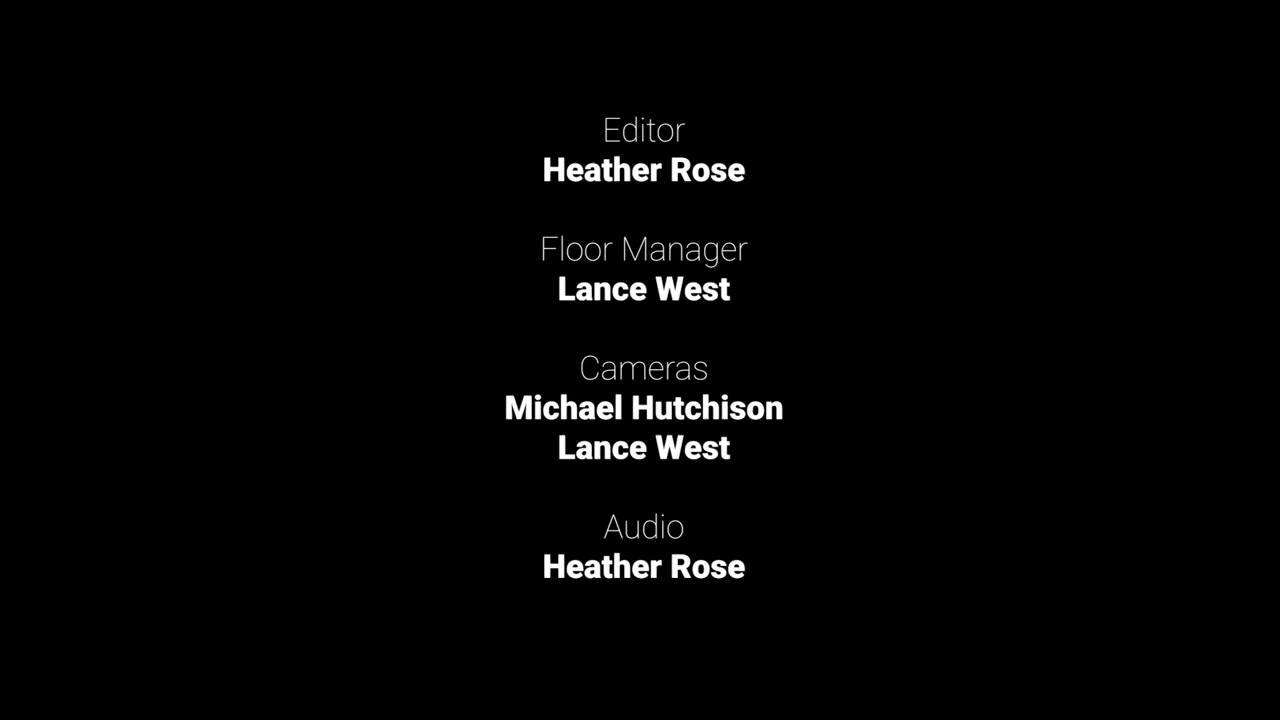 Editor
Heather Rose
Floor Manager
Lance West
Cameras
Michael Hutchison
Lance West
Audio
Heather Rose